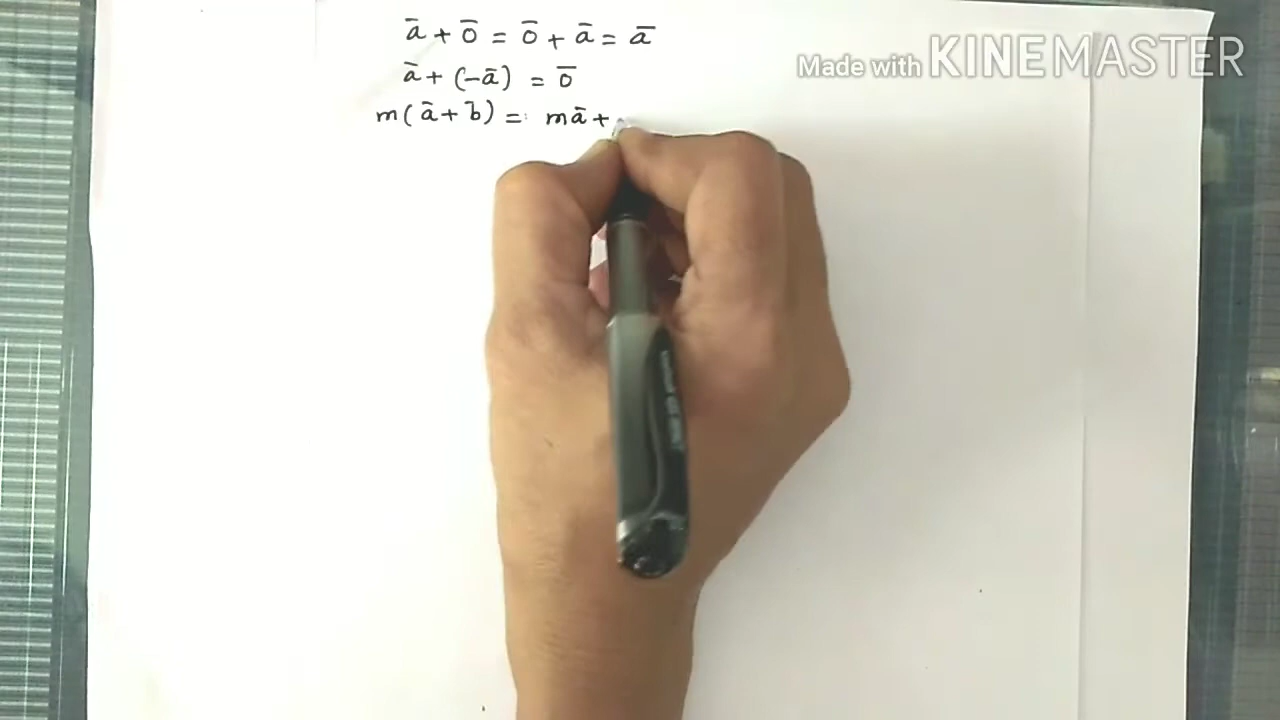 ā + ō = ō + ā = ā
ā + (-ā) = ō
m(ā + b̄) = mā +
Made with KINEMASTER